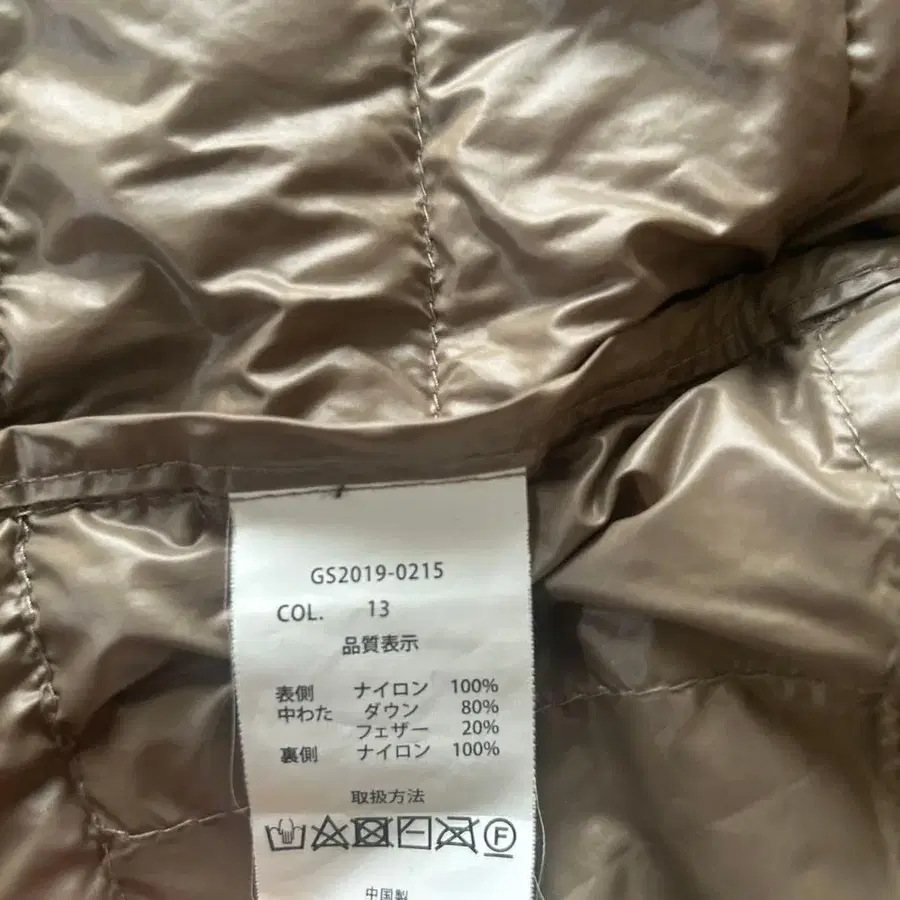 GS2019-0215
COL. 13
品質表示
表側 ナイロン 100%
中わた ダウン 80%
フェザー 20%
裏側 ナイロン 100%
取扱方法
F
中国製